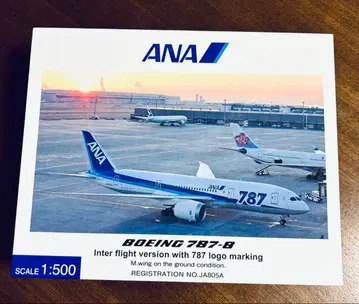 ANA
ANA
787
BOEING 787-8
Inter flight version with 787 logo marking
M.wing on the ground condition.
SCALE 1:500
REGISTRATION NO.JA805A